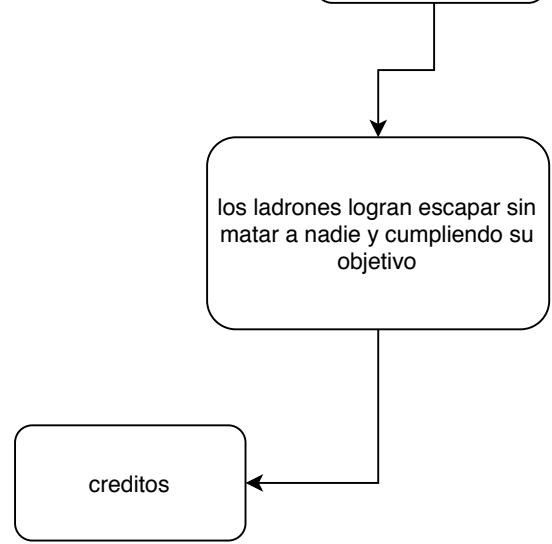 los ladrones logran escapar sin
matar a nadie y cumpliendo su
objetivo
creditos